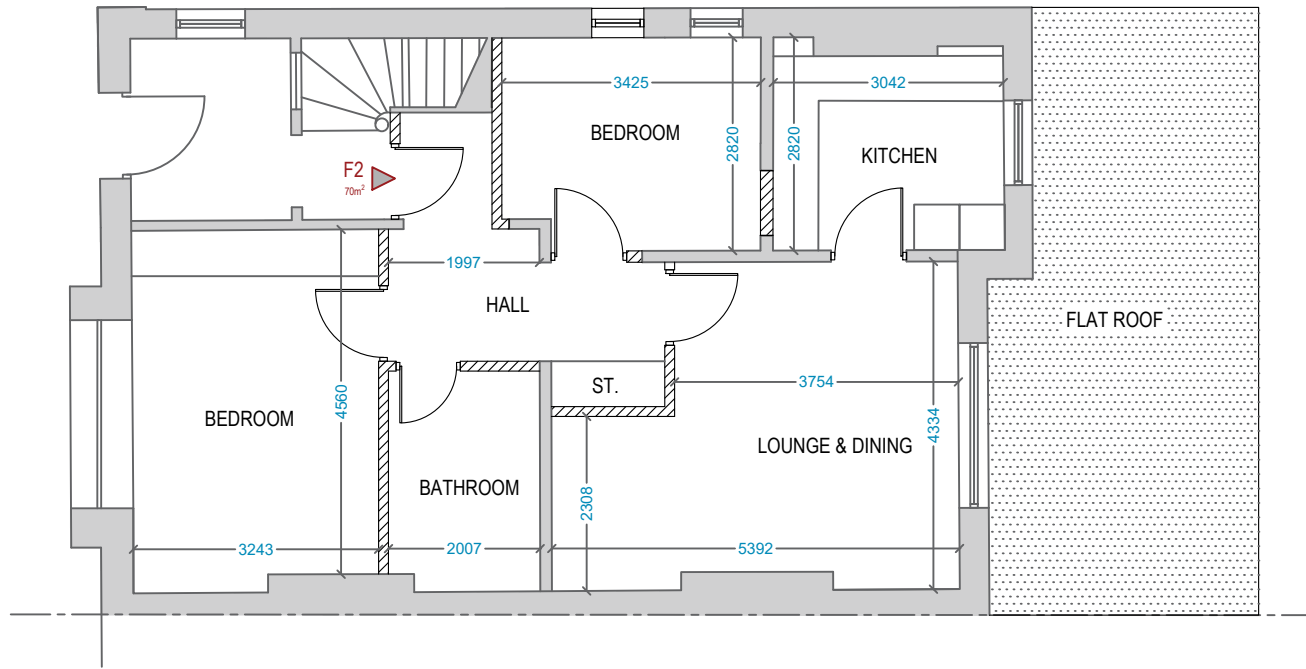 3425
3042
BEDROOM
2820
2820
KITCHEN
F2
70m²
1997
HALL
FLAT ROOF
ST.
3754
BEDROOM
4560
LOUNGE & DINING
4334
BATHROOM
2308
3243
2007
5392